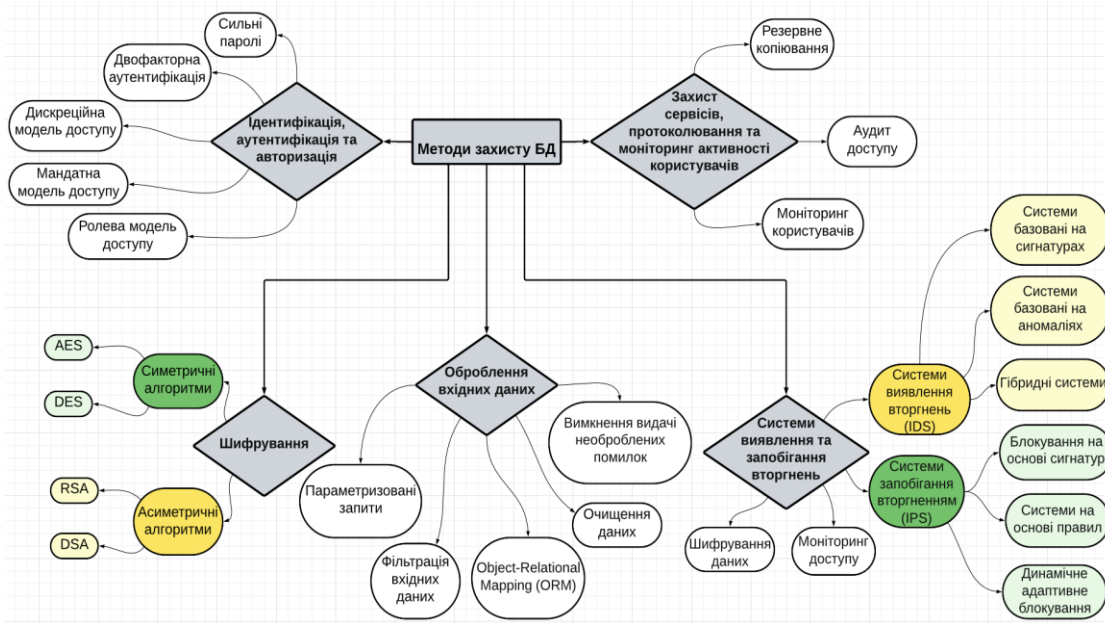 Сильні
паролі
Двофакторна
аутентифікація
Дискреційна
модель доступу
Мандатна
модель доступу
Ролева модель
доступу
Ідентифікація,
аутентифікація та
авторизація
Методи захисту БД
Захист
сервісів,
протоколювання та
моніторинг активності
користувачів
Резервне
копіювання
Аудит
доступу
Моніторинг
користувачів
AES
DES
Симетричні
алгоритми
Шифрування
RSA
DSA
Асиметричні
алгоритми
Оброблення
вхідних даних
Параметризовані
запити
Фільтрація
вхідних
даних
Object-Relational
Mapping (ORM)
Очищення
даних
Вимкнення видачі
необроблених
помилок
Системи
виявлення та
запобігання
вторгнень
Шифрування
даних
Моніторинг
доступу
Системи
виявлення
вторгнень
(IDS)
Системи
базовані на
сигнатурах
Системи
базовані на
аномаліях
Гібридні системи
Системи
запобігання
вторгненням
(IPS)
Блокування на
основі сигнатур
Системи на
основі правил
Динамічне
адаптивне
блокування